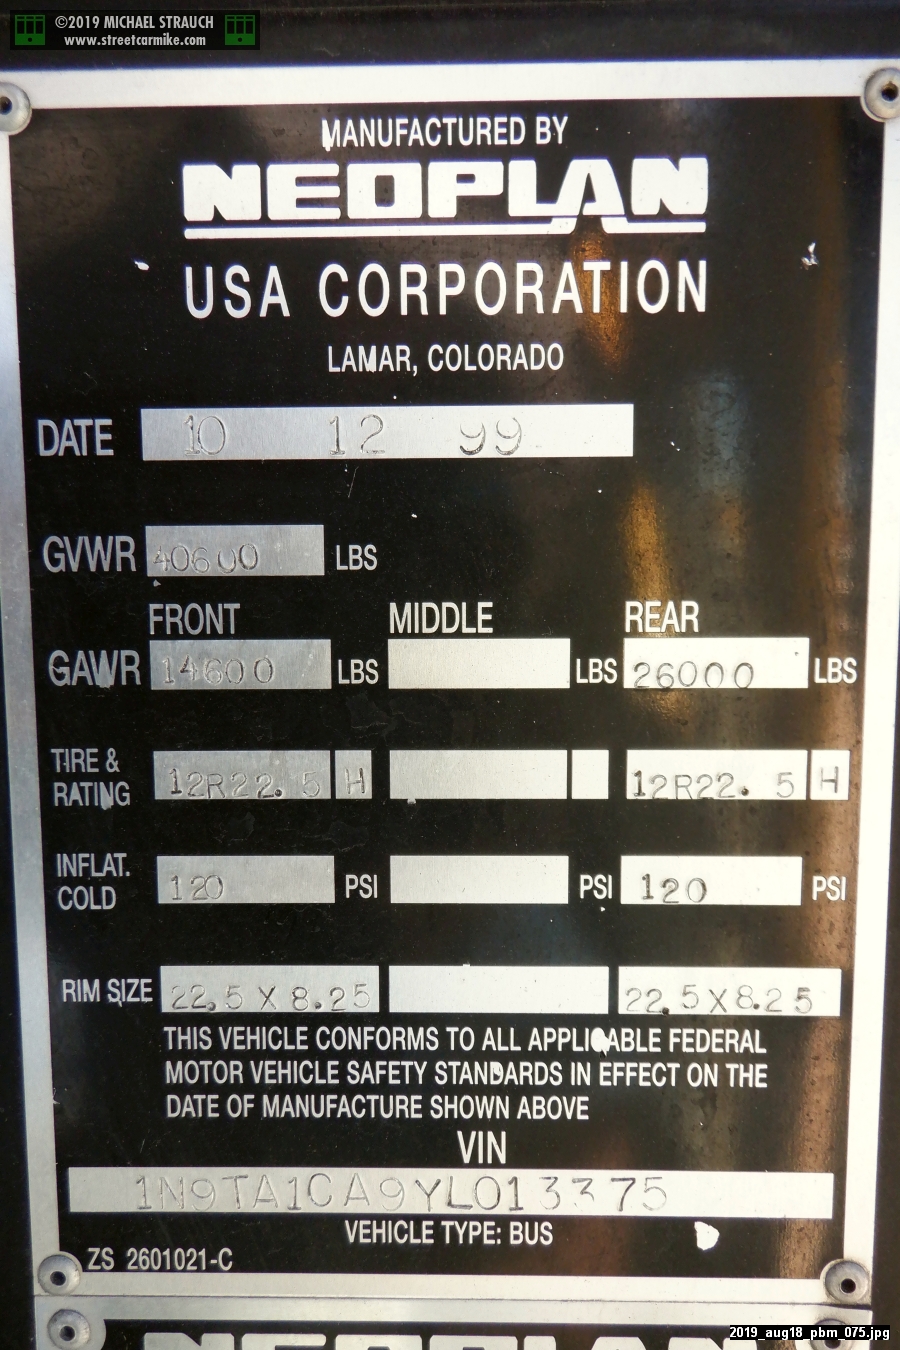 ©2019 MICHAEL STRAUCH
www.streetcarmike.com
MANUFACTURED BY
NEOPLAN
USA CORPORATION
LAMAR, COLORADO
DATE 10 12 99
GVWR 40600 LBS
FRONT MIDDLE REAR
GAWR 14600 LBS LBS 26000 LBS
TIRE & RATING 12R22.5 H 12R22.5 H
INFLAT. COLD 120 PSI PSI 120 PSI
RIM SIZE 22.5 X 8.25 22.5 X 8.25
THIS VEHICLE CONFORMS TO ALL APPLICABLE FEDERAL
MOTOR VEHICLE SAFETY STANDARDS IN EFFECT ON THE
DATE OF MANUFACTURE SHOWN ABOVE
VIN
1N9TA1CA9YL013375
VEHICLE TYPE: BUS
ZS 2601021-C
NEOPLAN
2019_aug18_pbm_075.jpg